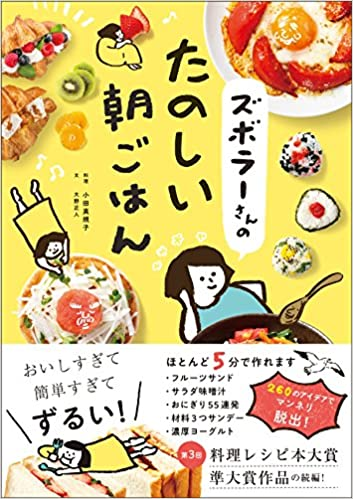 ズボラーさんの
たのしい
朝ごはん
料理 小田真規子
文 大野正人
おいしすぎて
簡単すぎて
ずるい!
ほとんど5分で作れます
・フルーツサンド
・サラダ味噌汁
・おにぎり55連発
・材料3つサンデー
・濃厚ヨーグルト
260のアイデアで
マンネリ
脱出!
第3回
料理レシピ本大賞
準大賞作品の続編!